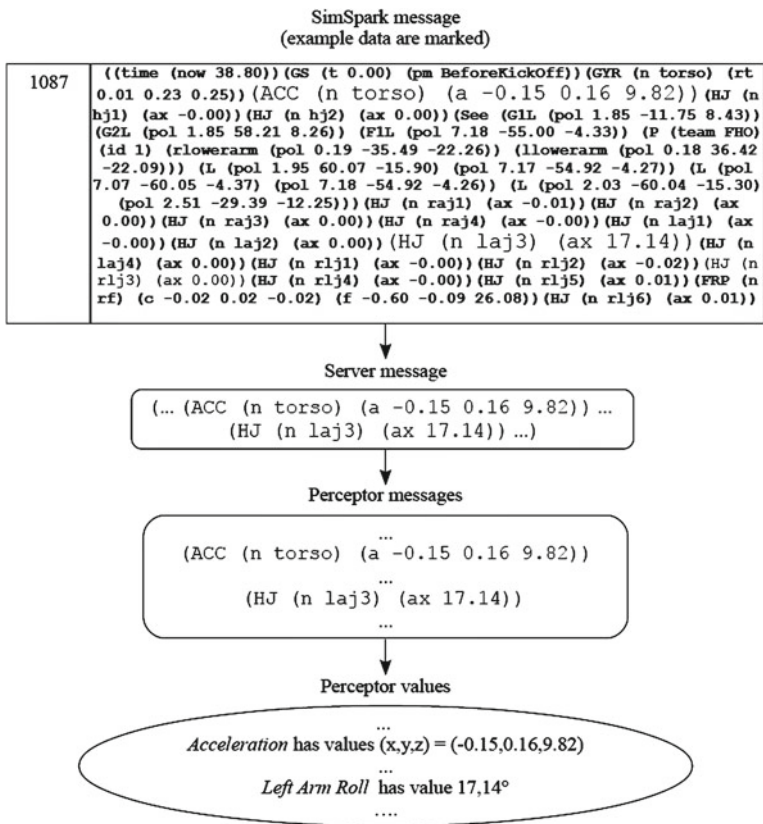 SimSpark message
(example data are marked)
1087
((time (now 38.80))(GS (t 0.00) (pm BeforeKickOff))(GYR (n torso) (rt
0.01 0.23 0.25))(ACC (n torso) (a -0.15 0.16 9.82))(HJ (n
hj1) (ax -0.00))(HJ (n hj2) (ax 0.00))(See (G1L (pol 1.85 -11.75 8.43))
(G2L (pol 1.85 58.21 8.26)) (F1L (pol 7.18 -55.00 -4.33)) (P (team FHO)
(id 1) (rlowerarm (pol 0.19 -35.49 -22.26)) (llowerarm (pol 0.18 36.42
-22.09))) (L (pol 1.95 60.07 -15.90) (pol 7.17 -54.92 -4.27)) (L (pol
7.07 -60.05 -4.37) (pol 7.18 -54.92 -4.26)) (L (pol 2.03 -60.04 -15.30)
(pol 2.51 -29.39 -12.25)))(HJ (n raj1) (ax -0.01))(HJ (n raj2) (ax
0.00))(HJ (n raj3) (ax 0.00))(HJ (n raj4) (ax -0.00))(HJ (n laj1) (ax
-0.00))(HJ (n laj2) (ax 0.00))(HJ (n laj3) (ax 17.14))(HJ (n
laj4) (ax 0.00))(HJ (n rlj1) (ax -0.00))(HJ (n rlj2) (ax -0.02))(HJ (n
rlj3) (ax 0.00))(HJ (n rlj4) (ax -0.00))(HJ (n rlj5) (ax 0.01))(FRP (n
rf) (c -0.02 0.02 -0.02) (f -0.60 -0.09 26.08))(HJ (n rlj6) (ax 0.01))
Server message
(... (ACC (n torso) (a -0.15 0.16 9.82)) ...
(HJ (n laj3) (ax 17.14)) ...)
Perceptor messages
...
(ACC (n torso) (a -0.15 0.16 9.82))
...
(HJ (n laj3) (ax 17.14))
...
Perceptor values
...
Acceleration has values (x,y,z) = (-0.15,0.16,9.82)
...
Left Arm Roll has value 17,14°
....